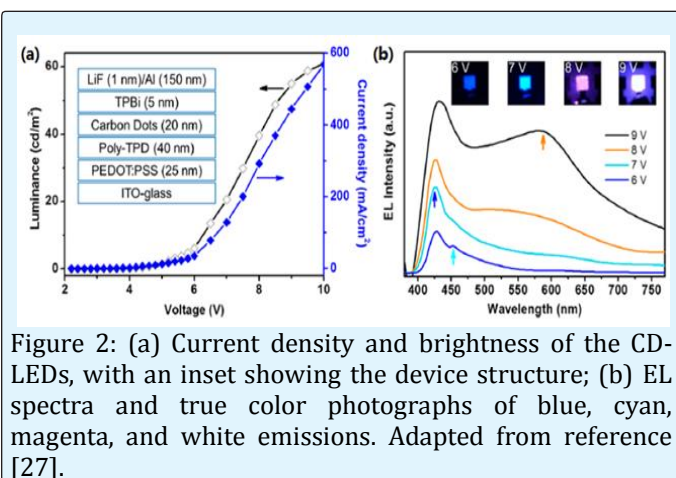 (a)
60
40
20
0
Luminance (cd/m²)
LiF (1 nm)/Al (150 nm)
TPBi (5 nm)
Carbon Dots (20 nm)
Poly-TPD (40 nm)
PEDOT:PSS (25 nm)
ITO-glass
600
400
200
0
Current density (mA/cm²)
2 4 6 8 10
Voltage (V)
(b)
6 V 7 V 8 V 9 V
EL Intensity (a.u.)
9 V
8 V
7 V
6 V
400 450 500 550 600 650 700 750
Wavelength (nm)
Figure 2: (a) Current density and brightness of the CD-
LEDs, with an inset showing the device structure; (b) EL
spectra and true color photographs of blue, cyan,
magenta, and white emissions. Adapted from reference
[27].